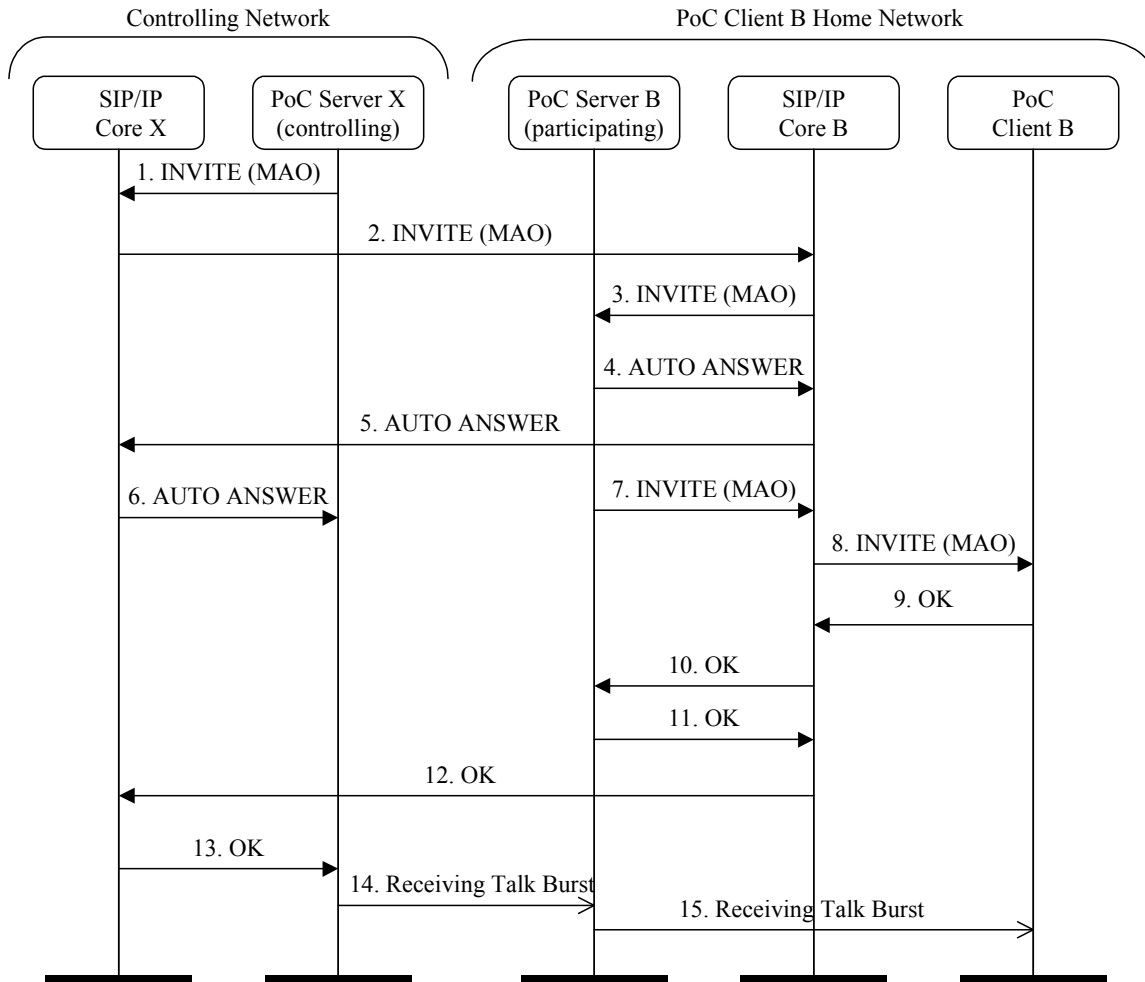 Controlling Network
PoC Client B Home Network
SIP/IP
Core X
PoC Server X
(controlling)
PoC Server B
(participating)
SIP/IP
Core B
PoC
Client B
1. INVITE (MAO)
2. INVITE (MAO)
3. INVITE (MAO)
4. AUTO ANSWER
5. AUTO ANSWER
6. AUTO ANSWER
7. INVITE (MAO)
8. INVITE (MAO)
9. OK
10. OK
11. OK
12. OK
13. OK
14. Receiving Talk Burst
15. Receiving Talk Burst